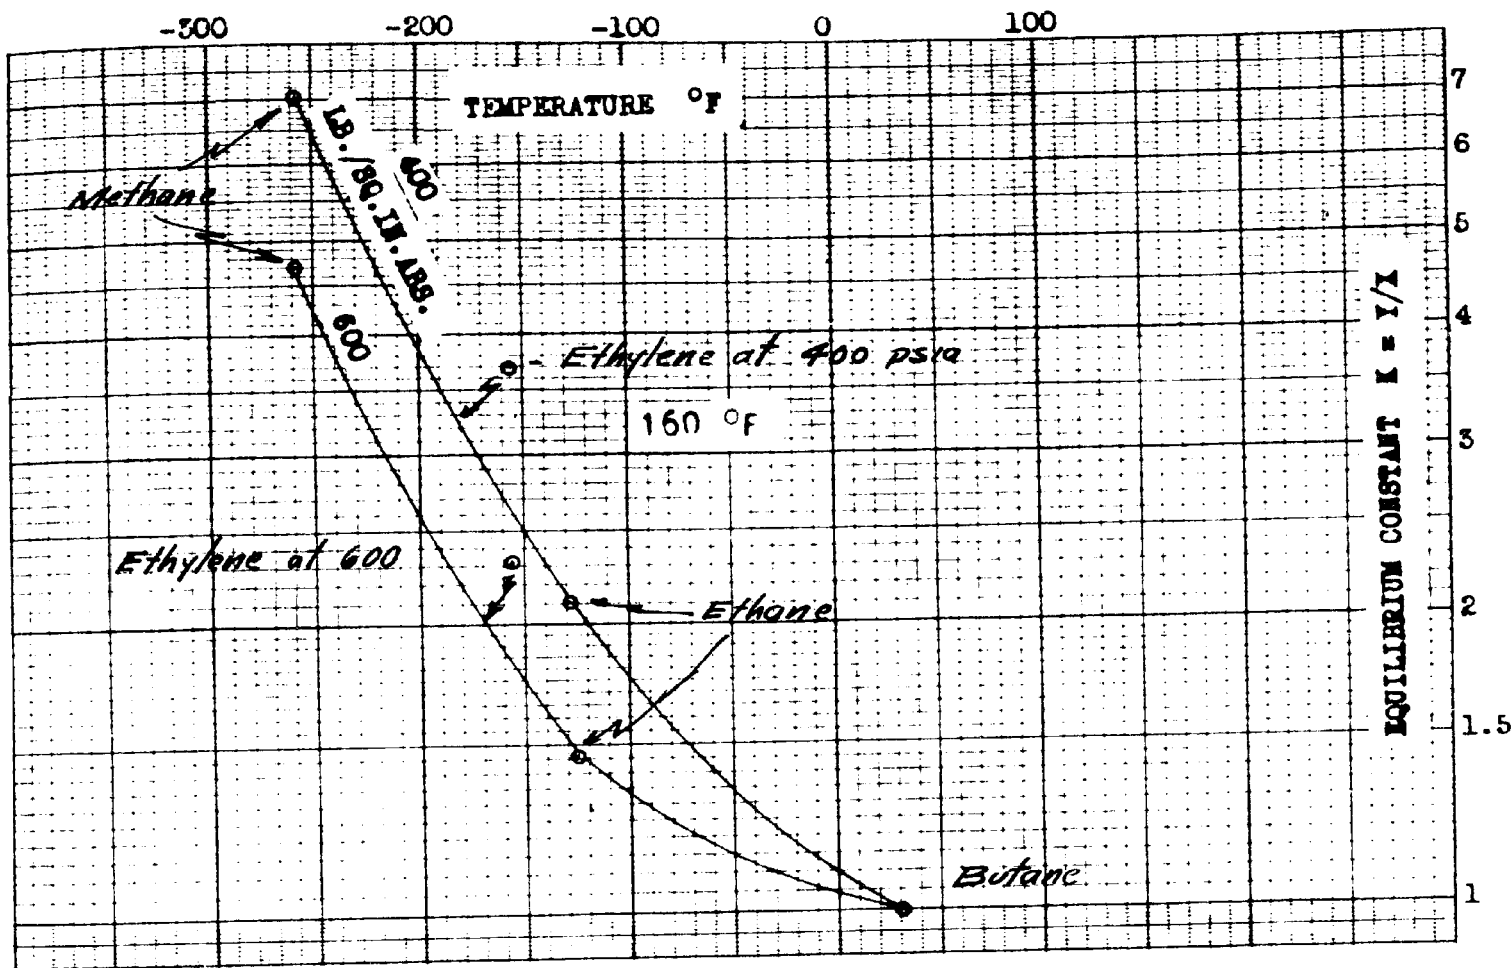 -300 -200 -100 0 100
TEMPERATURE °F
7
6
5
4
3
2
1.5
1
EQUILIBRIUM CONSTANT K = Y/X
400
LB./SQ.IN.ABS.
600
Methane
Ethylene at 400 psia
160 °F
Ethylene at 600
Ethane
Butane